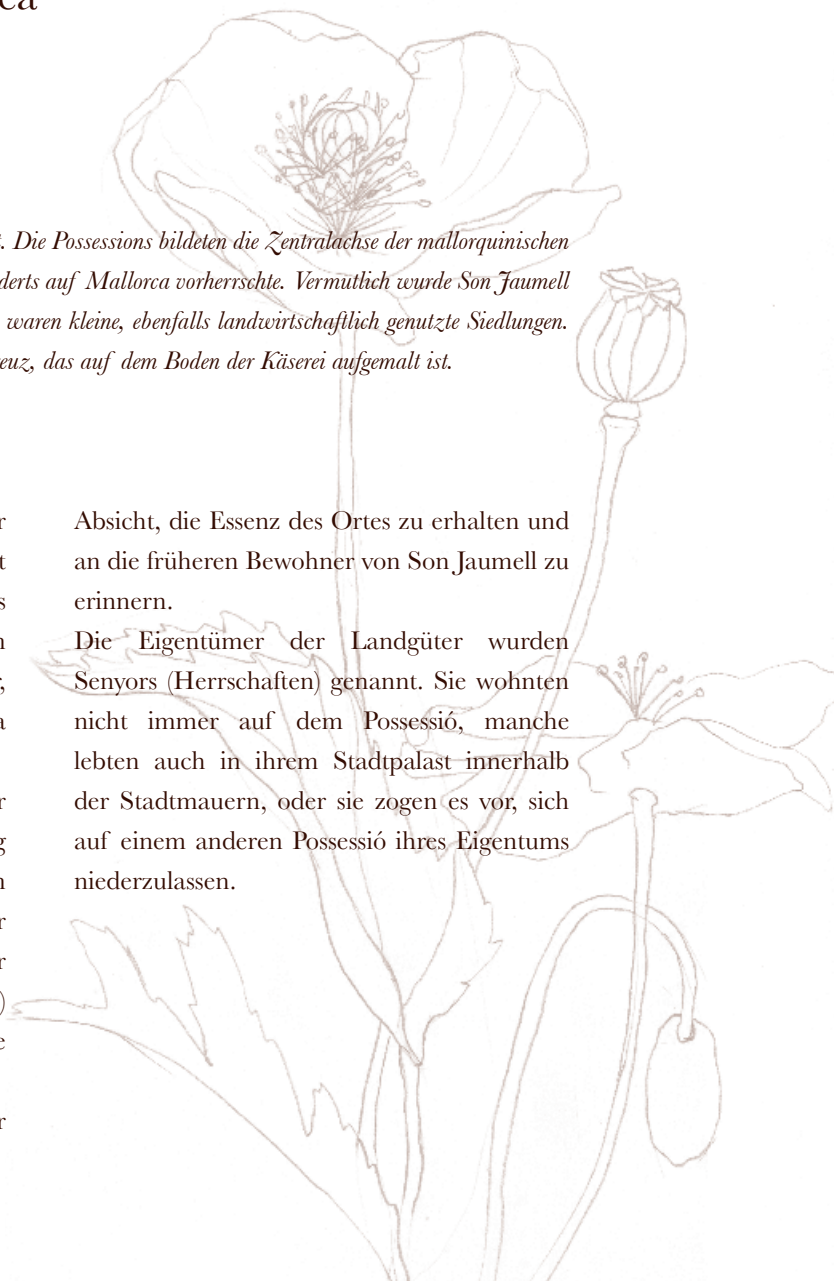 ca
t. Die Possessions bildeten die Zentralachse der mallorquinischen
derts auf Mallorca vorherrschte. Vermutlich wurde Son Jaumell
waren kleine, ebenfalls landwirtschaftlich genutzte Siedlungen.
euz, das auf dem Boden der Käserei aufgemalt ist.
r
t
s
n
,
a
r
g
n
r
r
)
e
r
Absicht, die Essenz des Ortes zu erhalten und
an die früheren Bewohner von Son Jaumell zu
erinnern.
Die Eigentümer der Landgüter wurden
Senyors (Herrschaften) genannt. Sie wohnten
nicht immer auf dem Possessió, manche
lebten auch in ihrem Stadtpalast innerhalb
der Stadtmauern, oder sie zogen es vor, sich
auf einem anderen Possessió ihres Eigentums
niederzulassen.